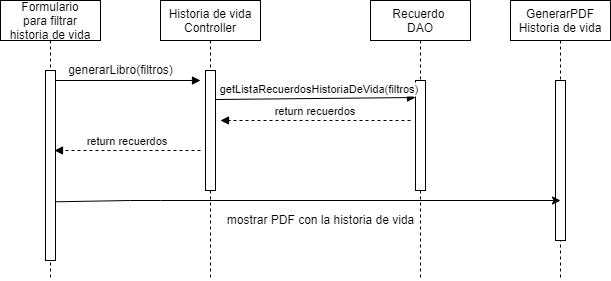 Formulario
para filtrar
historia de vida
Historia de vida
Controller
Recuerdo
DAO
GenerarPDF
Historia de vida
generarLibro(filtros)
getListaRecuerdosHistoriaDeVida(filtros)
return recuerdos
return recuerdos
mostrar PDF con la historia de vida